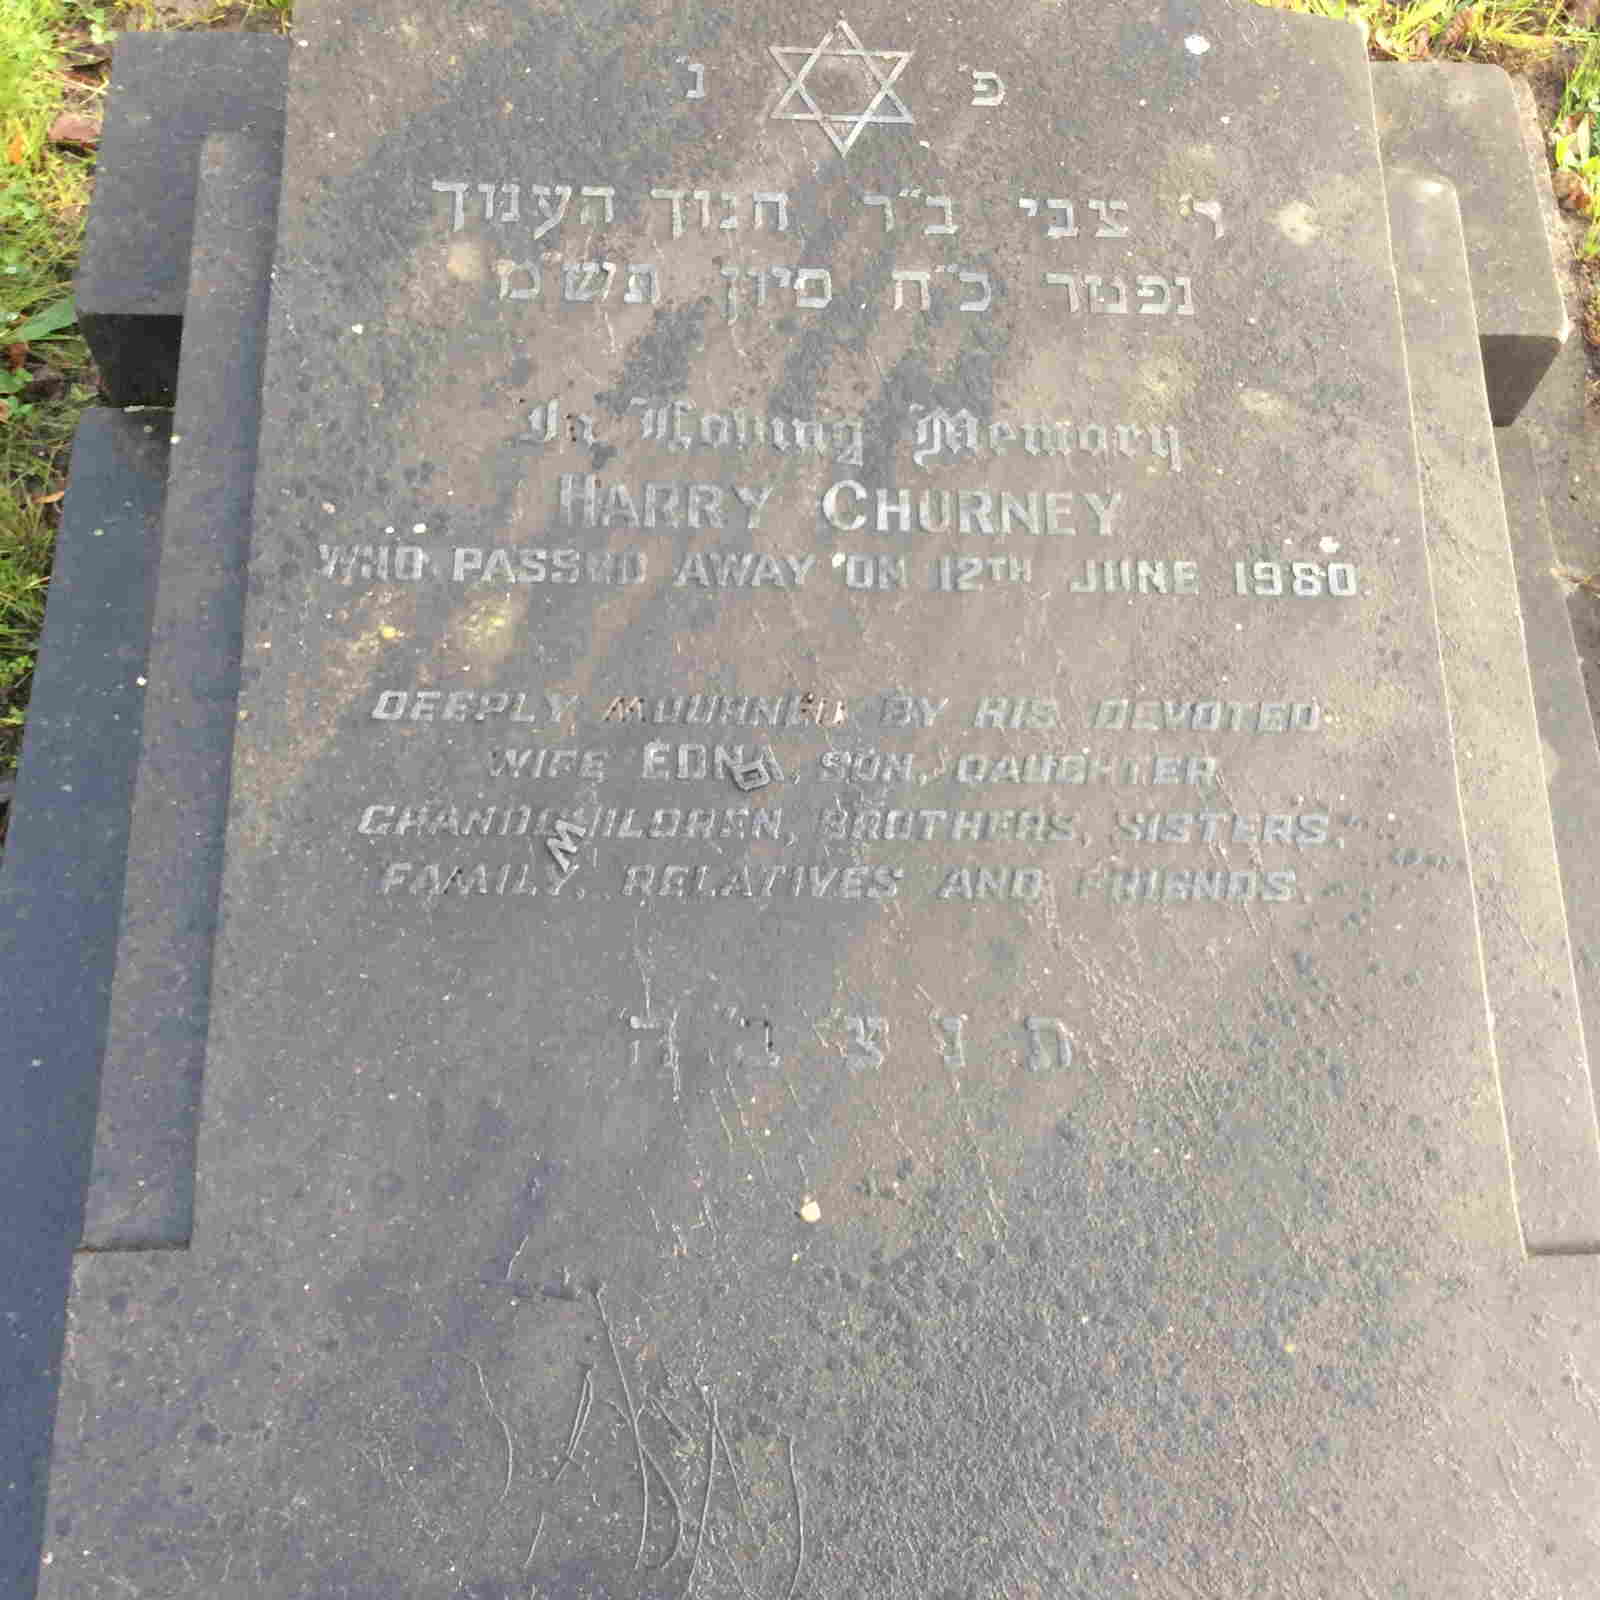 פ״ נ״
ר׳ צבי ב״ר חנוך העניך
נפטר כ״ח סיון תש״מ
In Loving Memory
HARRY CHURNEY
WHO PASSED AWAY ON 12TH JUNE 1980.
DEEPLY MOURNED BY HIS DEVOTED
WIFE EDNA, SON, DAUGHTER
GRANDCHILDREN, BROTHERS, SISTERS,
FAMILY, RELATIVES AND FRIENDS.
ת נ צ ב ה